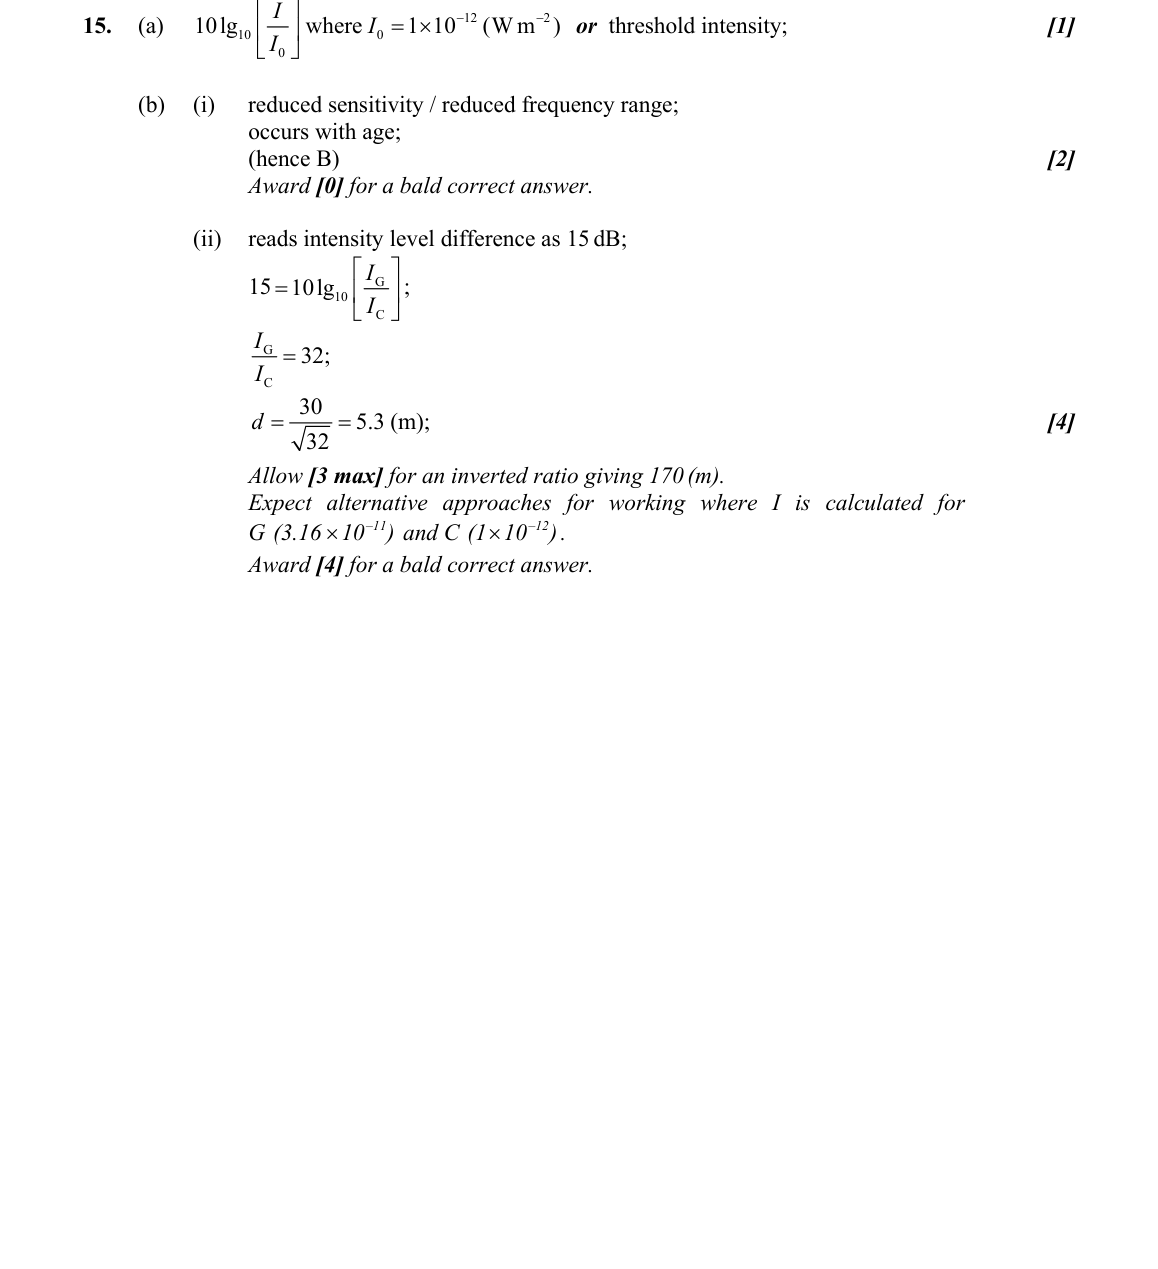 15. (a) 10 lg₁₀ [I / I₀] where I₀ = 1×10⁻¹² (W m⁻²) or threshold intensity; [1]
(b) (i) reduced sensitivity / reduced frequency range;
occurs with age;
(hence B) [2]
Award [0] for a bald correct answer.
(ii) reads intensity level difference as 15 dB;
15 = 10 lg₁₀ [I_G / I_C];
I_G / I_C = 32;
d = 30 / √32 = 5.3 (m); [4]
Allow [3 max] for an inverted ratio giving 170 (m).
Expect alternative approaches for working where I is calculated for
G (3.16 × 10⁻¹¹) and C (1× 10⁻¹²).
Award [4] for a bald correct answer.